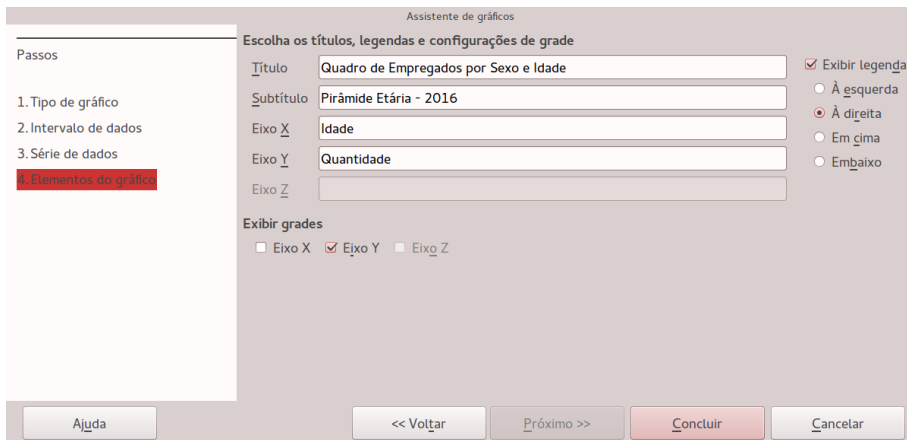 Assistente de gráficos
Passos
1. Tipo de gráfico
2. Intervalo de dados
3. Série de dados
4. Elementos do gráfico
Escolha os títulos, legendas e configurações de grade
Título Quadro de Empregados por Sexo e Idade
Subtítulo Pirâmide Etária - 2016
Eixo X Idade
Eixo Y Quantidade
Eixo Z
Exibir legenda
À esquerda
À direita
Em cima
Embaixo
Exibir grades
Eixo X Eixo Y Eixo Z
Ajuda << Voltar Próximo >> Concluir Cancelar